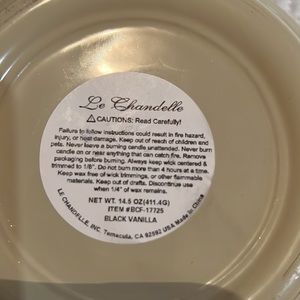 Le Chandelle
⚠CAUTIONS: Read Carefully!
Failure to follow instructions could result in fire hazard,
injury, or heat damage. Keep out of reach of children and
pets. Never leave a burning candle unattended. Never burn
candle on or near anything that can catch fire. Remove
packaging before burning. Always keep candle wick
trimmed to 1/8". Do not burn more than 4 hours at a time.
Keep wax free of wick trimmings, or other flammable
materials. Keep out of drafts. Discontinue use
when 1/4" of wax remains.
NET WT. 14.5 OZ(411.4G)
ITEM #BCF-17725
BLACK VANILLA
LE CHANDELLE, INC. Temecula, CA 92592 USA Made in China